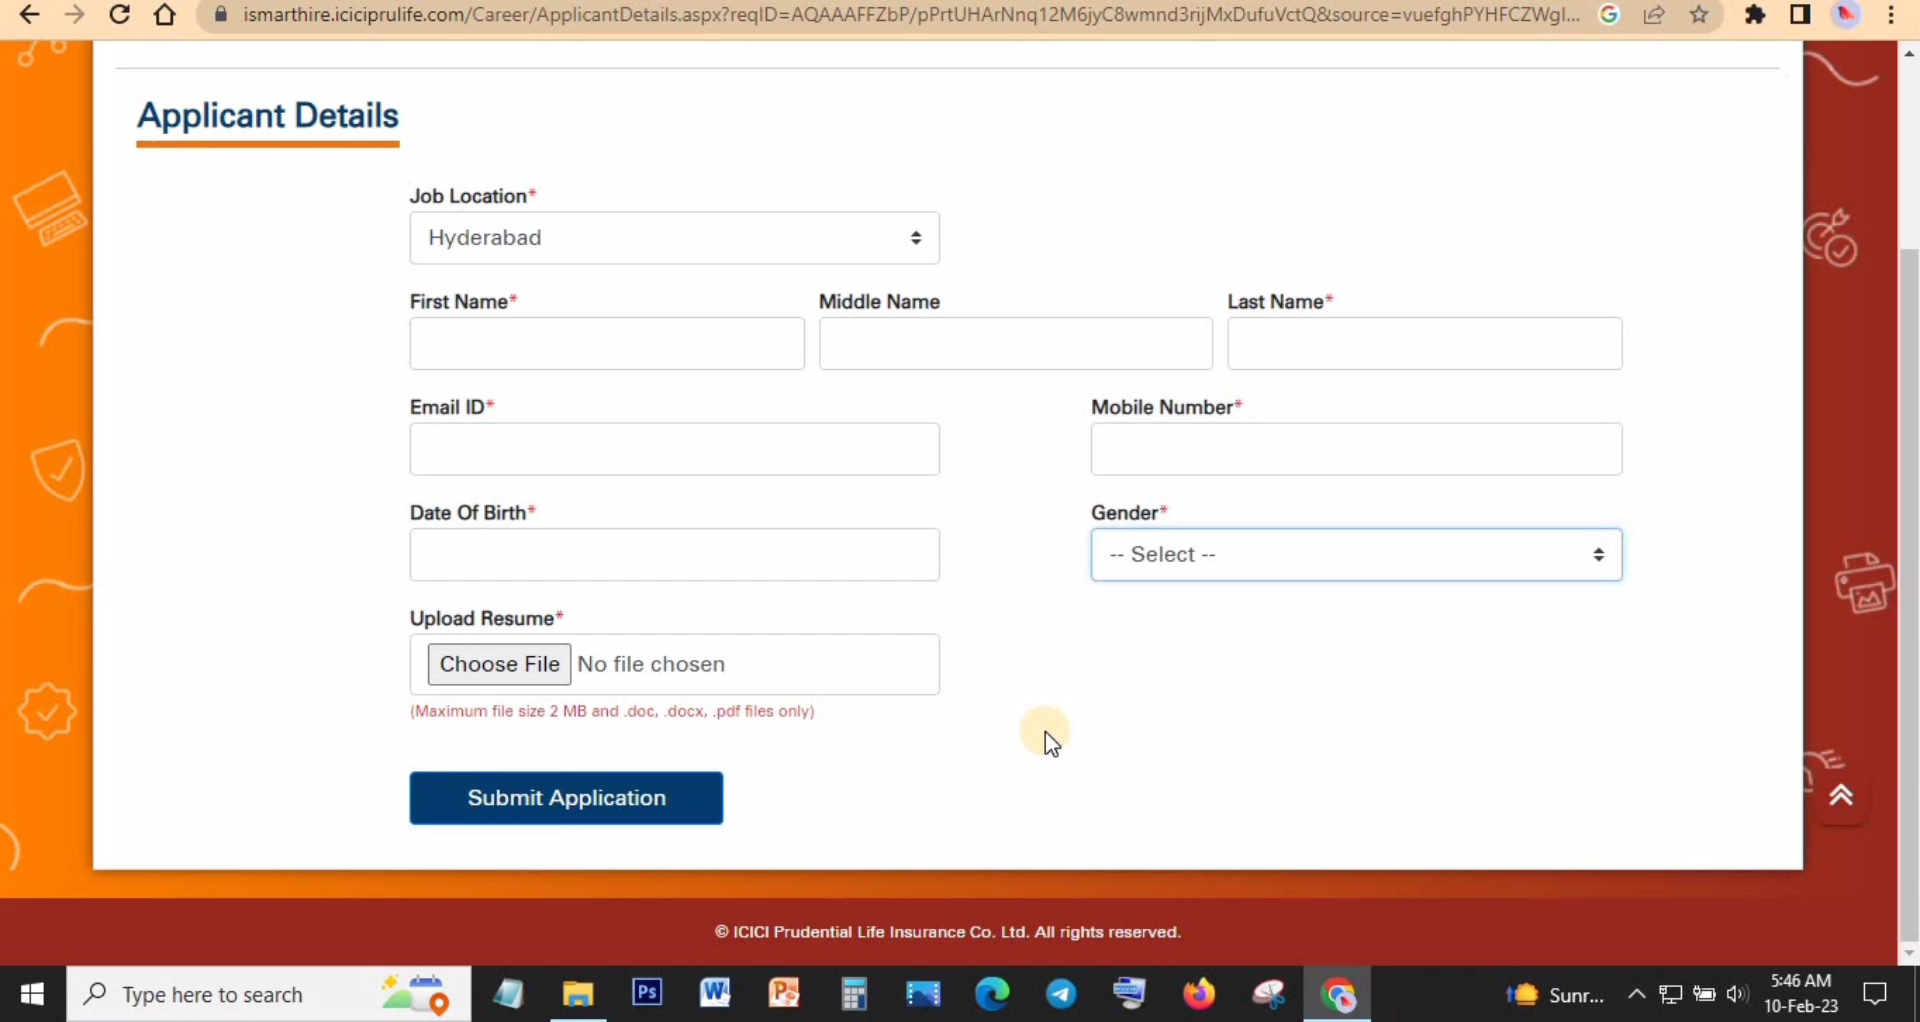 ismarthire.iciciprulife.com/Career/ApplicantDetails.aspx?reqID=AQAAAFFZbP/pPrtUHArNnq12M6jyC8wmnd3rijMxDufuVctQ&source=vuefghPYHFCZWgl...
Applicant Details
Job Location*
Hyderabad
First Name* Middle Name Last Name*
Email ID* Mobile Number*
Date Of Birth* Gender*
-- Select --
Upload Resume*
Choose File No file chosen
(Maximum file size 2 MB and .doc, .docx, .pdf files only)
Submit Application
© ICICI Prudential Life Insurance Co. Ltd. All rights reserved.
Type here to search
Ps
Sunr...
5:46 AM
10-Feb-23